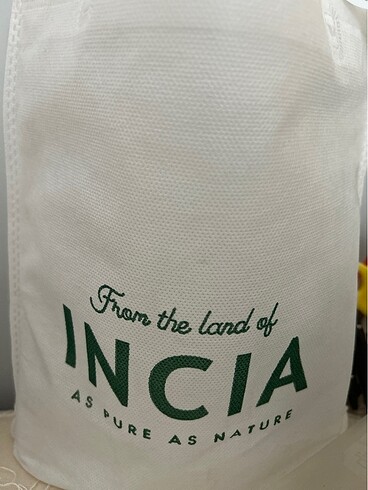 From the land of
INCIA
AS PURE AS NATURE